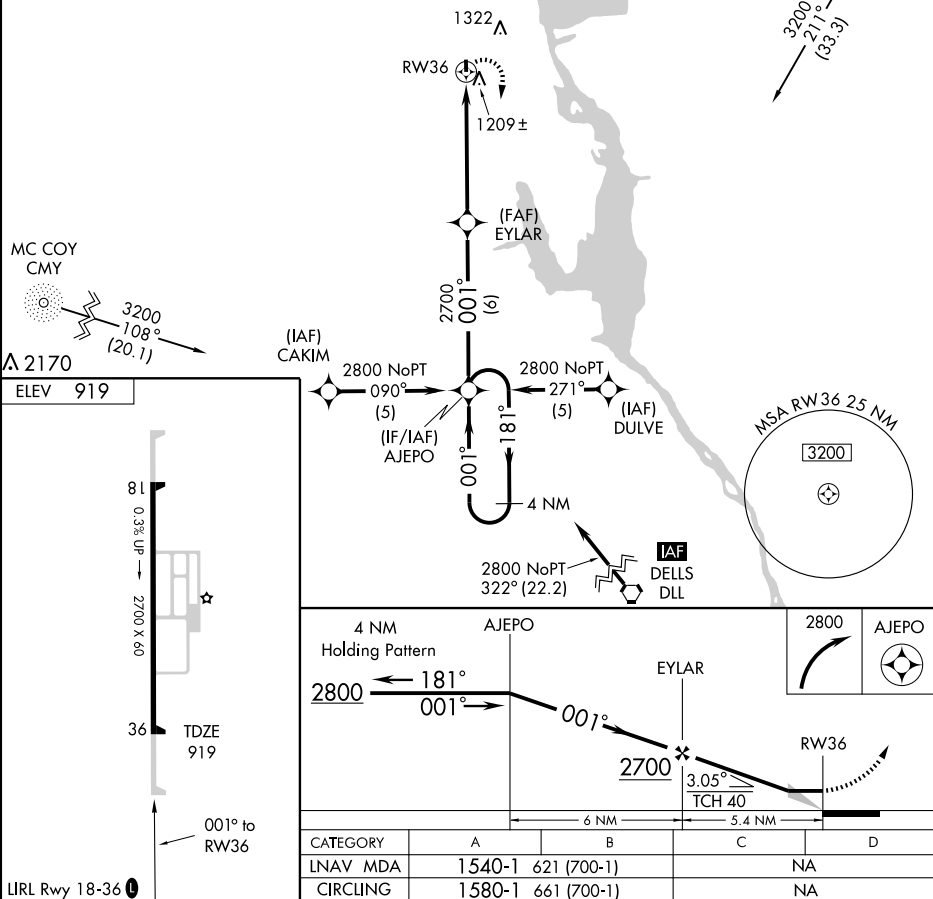 1322
3200
211°
(33.3)
RW36
1209±
(FAF)
EYLAR
MC COY
CMY
3200
108°
(20.1)
2700
001°
(6)
2170
(IAF)
CAKIM
2800 NoPT
090°
(5)
2800 NoPT
271°
(5)
(IAF)
DULVE
(IF/IAF)
AJEPO
001°
181°
4 NM
MSA RW36 25 NM
3200
2800 NoPT
322° (22.2)
IAF
DELLS
DLL
ELEV 919
18
0.3% UP
2700 X 60
36
TDZE
919
001° to
RW36
LIRL Rwy 18-36 L
4 NM
Holding Pattern
AJEPO
2800
AJEPO
181°
2800
001°
001°
EYLAR
2700
3.05°
TCH 40
RW36
6 NM
5.4 NM
CATEGORY A B C D
LNAV MDA 1540-1 621 (700-1) NA
CIRCLING 1580-1 661 (700-1) NA